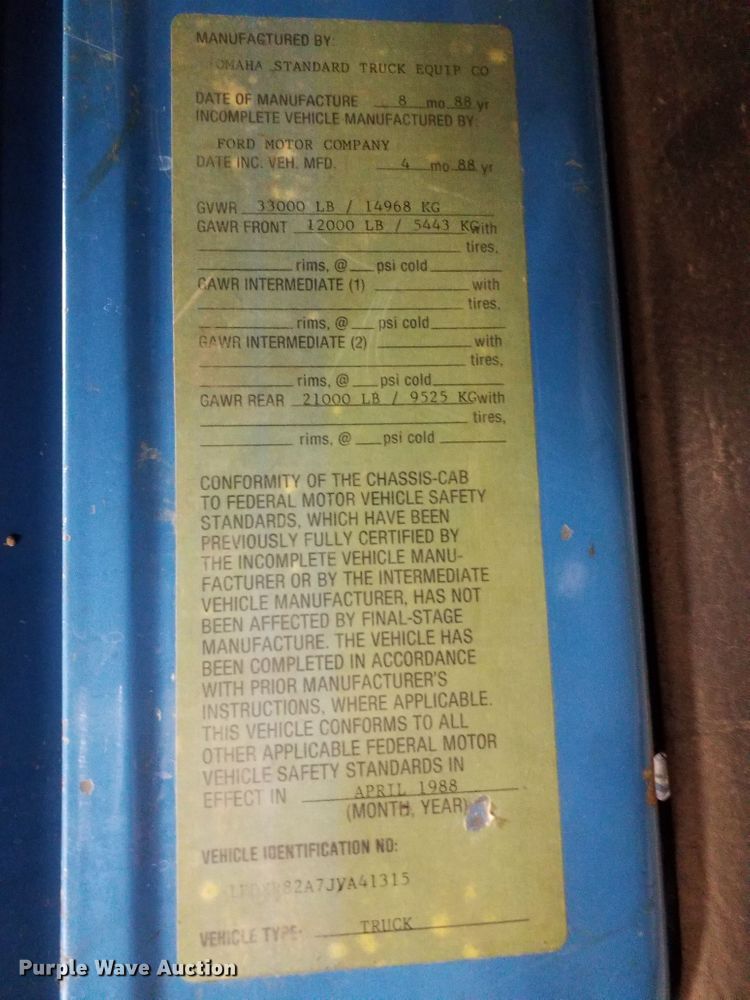 MANUFACTURED BY:
OMAHA STANDARD TRUCK EQUIP CO
DATE OF MANUFACTURE 8 mo 88 yr
INCOMPLETE VEHICLE MANUFACTURED BY:
FORD MOTOR COMPANY
DATE INC. VEH. MFD. 4 mo 88 yr
GVWR 33000 LB / 14968 KG
GAWR FRONT 12000 LB / 5443 KG with
tires,
rims, @ psi cold
GAWR INTERMEDIATE (1) with
tires,
rims, @ psi cold
GAWR INTERMEDIATE (2) with
tires,
rims, @ psi cold
GAWR REAR 21000 LB / 9525 KG with
tires,
rims, @ psi cold
CONFORMITY OF THE CHASSIS-CAB
TO FEDERAL MOTOR VEHICLE SAFETY
STANDARDS, WHICH HAVE BEEN
PREVIOUSLY FULLY CERTIFIED BY
THE INCOMPLETE VEHICLE MANU-
FACTURER OR BY THE INTERMEDIATE
VEHICLE MANUFACTURER, HAS NOT
BEEN AFFECTED BY FINAL-STAGE
MANUFACTURE. THE VEHICLE HAS
BEEN COMPLETED IN ACCORDANCE
WITH PRIOR MANUFACTURER'S
INSTRUCTIONS, WHERE APPLICABLE.
THIS VEHICLE CONFORMS TO ALL
OTHER APPLICABLE FEDERAL MOTOR
VEHICLE SAFETY STANDARDS IN
EFFECT IN APRIL 1988
(MONTH, YEAR)
VEHICLE IDENTIFICATION NO:
VEHICLE TYPE- TRUCK
Purple Wave Auction